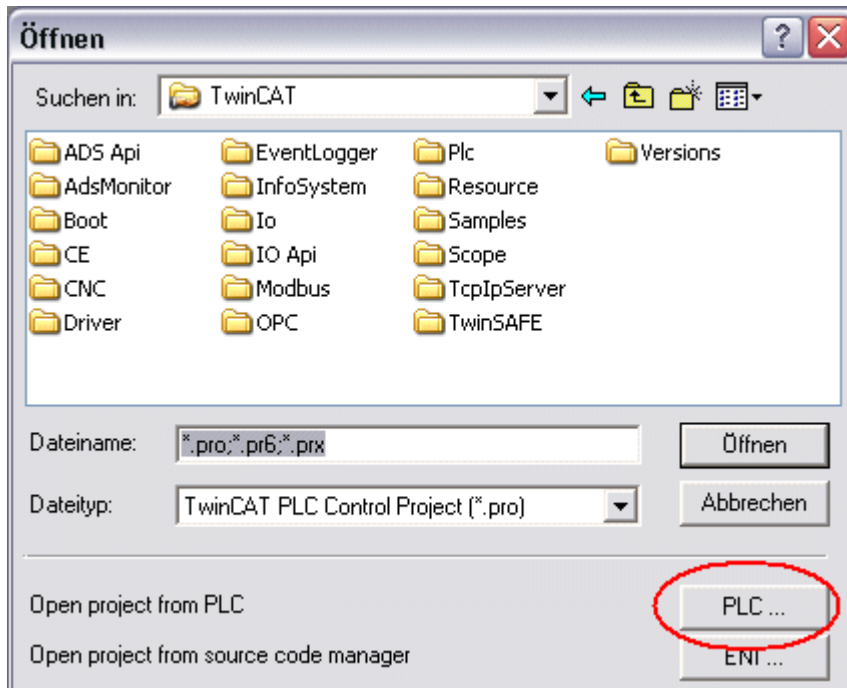 Öffnen
Suchen in: TwinCAT
ADS Api EventLogger Plc Versions
AdsMonitor InfoSystem Resource
Boot Io Samples
CE IO Api Scope
CNC Modbus TcpIpServer
Driver OPC TwinSAFE
Dateiname: *.pro;*.pr6;*.prx Öffnen
Dateityp: TwinCAT PLC Control Project (*.pro) Abbrechen
Open project from PLC PLC ...
Open project from source code manager ENI ...